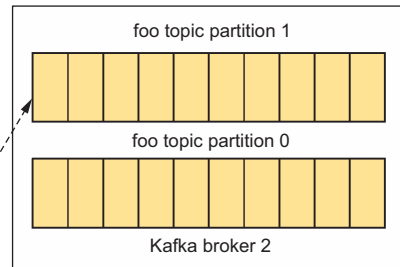 foo topic partition 1
foo topic partition 0
Kafka broker 2